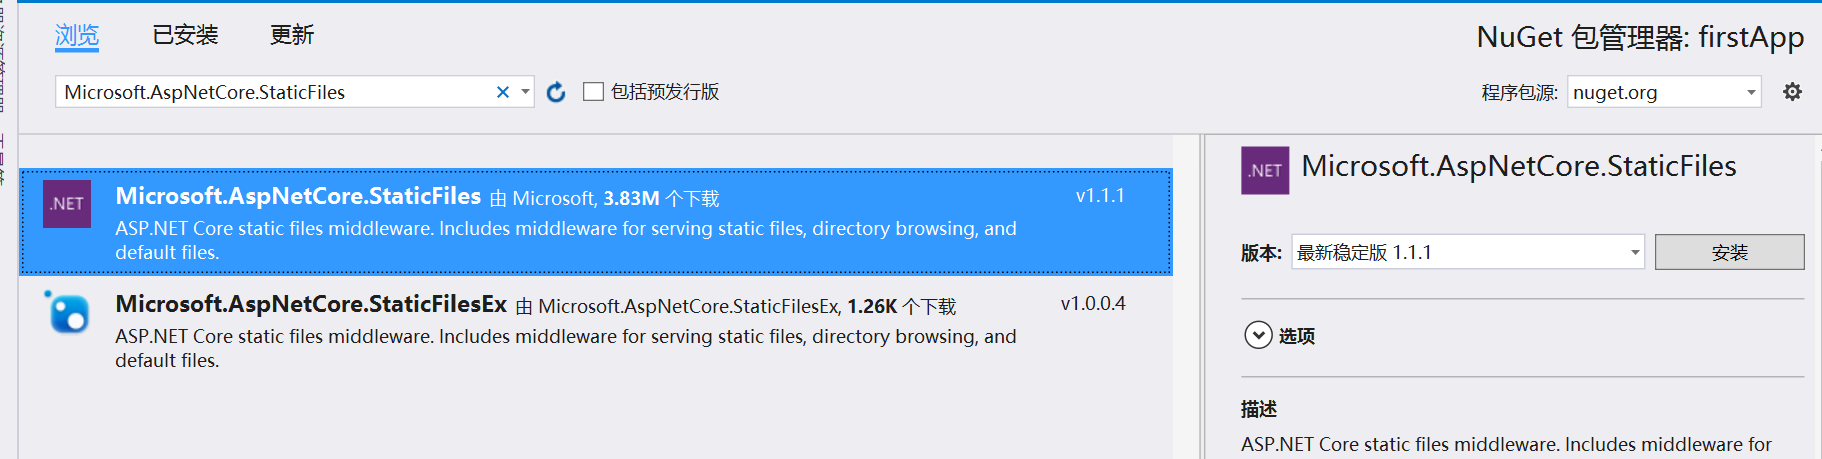 浏览 已安装 更新
NuGet 包管理器: firstApp
Microsoft.AspNetCore.StaticFiles
包括预发行版
程序包源: nuget.org
.NET
Microsoft.AspNetCore.StaticFiles 由 Microsoft, 3.83M 个下载 v1.1.1
ASP.NET Core static files middleware. Includes middleware for serving static files, directory browsing, and
default files.
Microsoft.AspNetCore.StaticFilesEx 由 Microsoft.AspNetCore.StaticFilesEx, 1.26K 个下载 v1.0.0.4
ASP.NET Core static files middleware. Includes middleware for serving static files, directory browsing, and
default files.
.NET
Microsoft.AspNetCore.StaticFiles
版本: 最新稳定版 1.1.1 安装
选项
描述
ASP.NET Core static files middleware. Includes middleware for